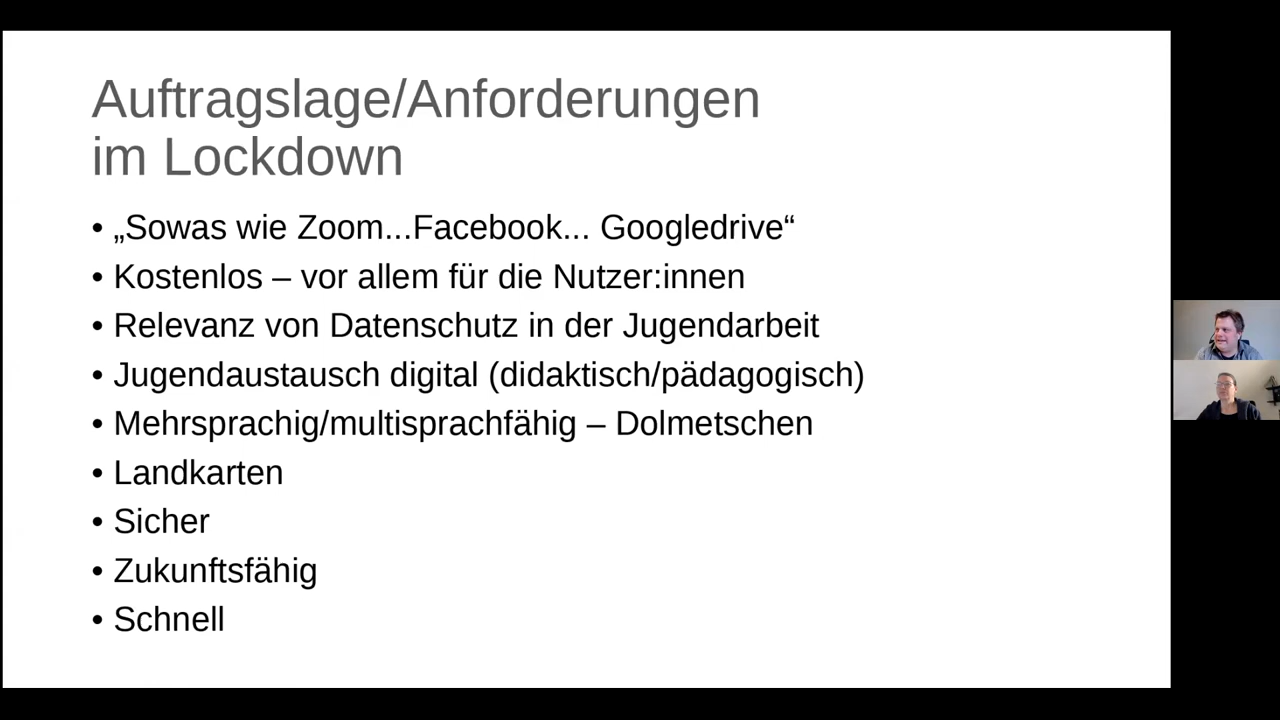 Auftragslage/Anforderungen
im Lockdown
• „Sowas wie Zoom...Facebook... Googledrive“
• Kostenlos – vor allem für die Nutzer:innen
• Relevanz von Datenschutz in der Jugendarbeit
• Jugendaustausch digital (didaktisch/pädagogisch)
• Mehrsprachig/multisprachfähig – Dolmetschen
• Landkarten
• Sicher
• Zukunftsfähig
• Schnell